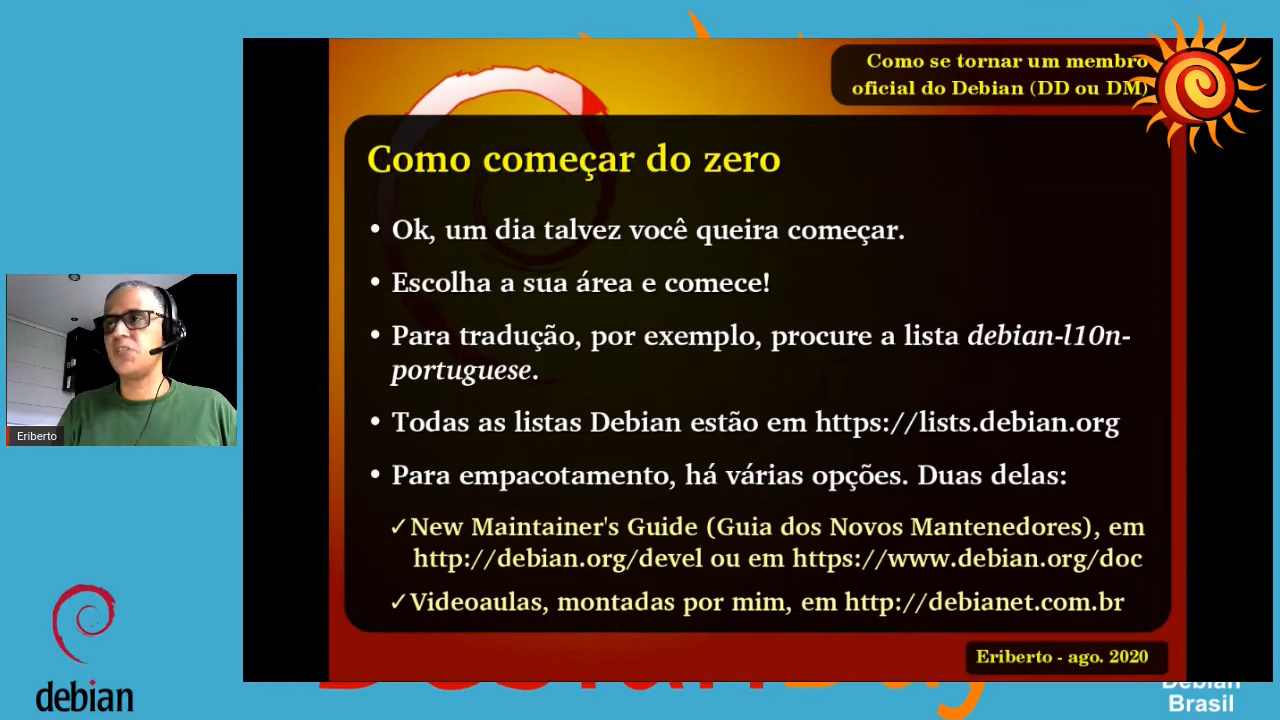 Como se tornar um membro
oficial do Debian (DD ou DM)
Como começar do zero
• Ok, um dia talvez você queira começar.
• Escolha a sua área e comece!
• Para tradução, por exemplo, procure a lista debian-l10n-
portuguese.
• Todas as listas Debian estão em https://lists.debian.org
• Para empacotamento, há várias opções. Duas delas:
✓New Maintainer's Guide (Guia dos Novos Mantenedores), em
http://debian.org/devel ou em https://www.debian.org/doc
✓Videoaulas, montadas por mim, em http://debianet.com.br
Eriberto - ago. 2020
Eriberto
debian
Debian
Brasil